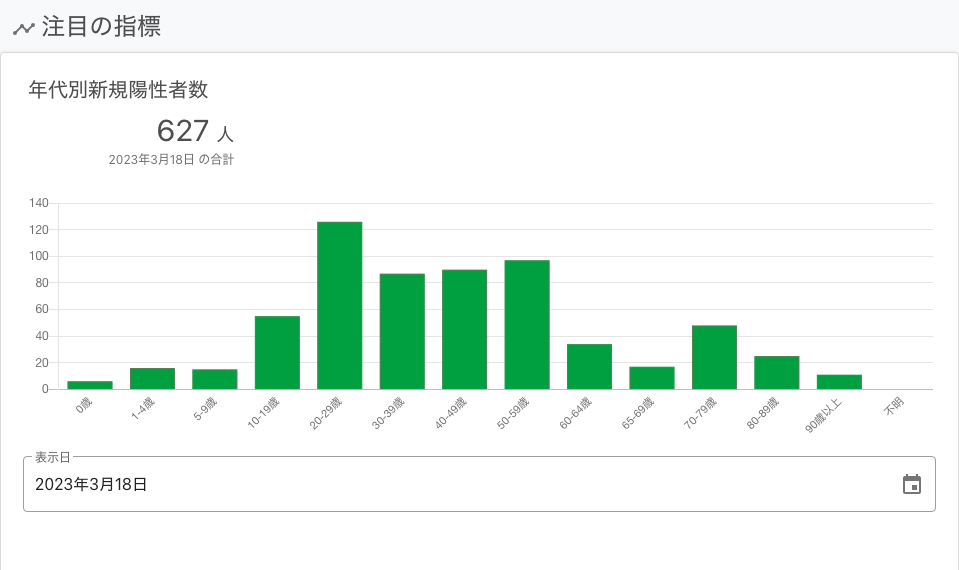 注目の指標
年代別新規陽性者数
627 人
2023年3月18日 の合計
140
120
100
80
60
40
20
0
0歳
1-4歳
5-9歳
10-19歳
20-29歳
30-39歳
40-49歳
50-59歳
60-64歳
65-69歳
70-79歳
80-89歳
90歳以上
不明
表示日
2023年3月18日